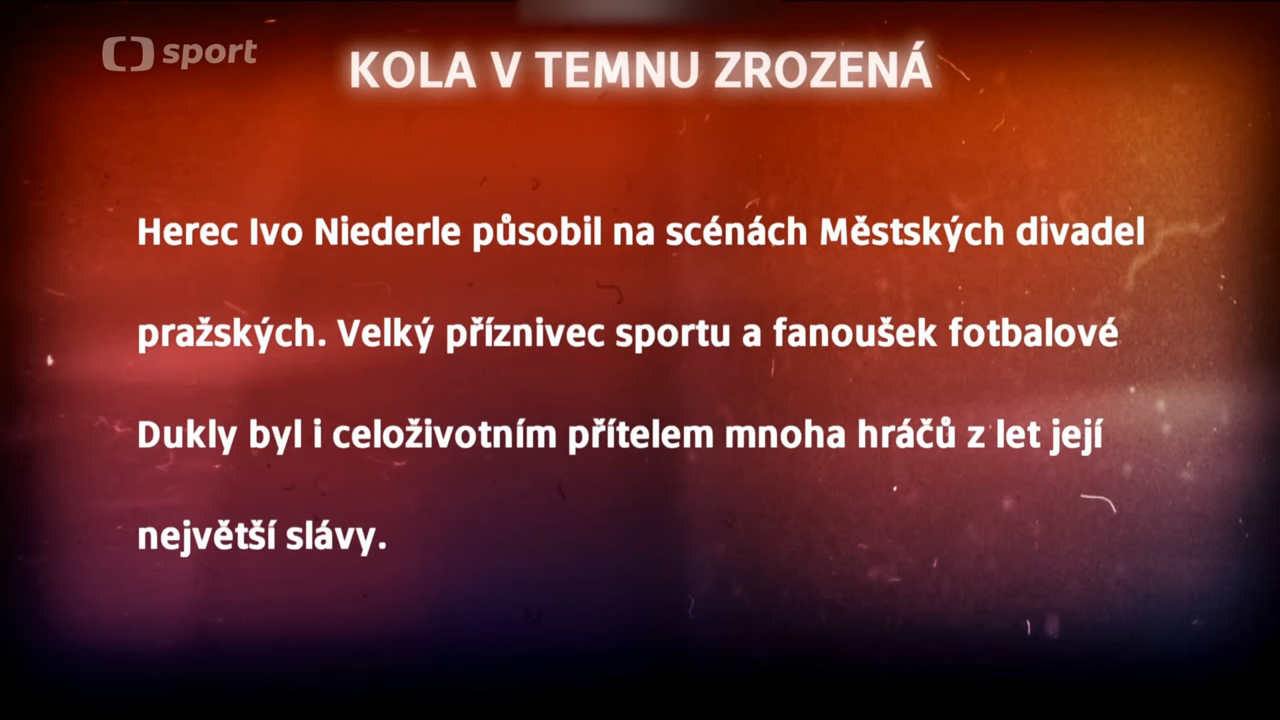 sport
KOLA V TEMNU ZROZENÁ
Herec Ivo Niederle působil na scénách Městských divadel
pražských. Velký příznivec sportu a fanoušek fotbalové
Dukly byl i celoživotním přítelem mnoha hráčů z let její
největší slávy.